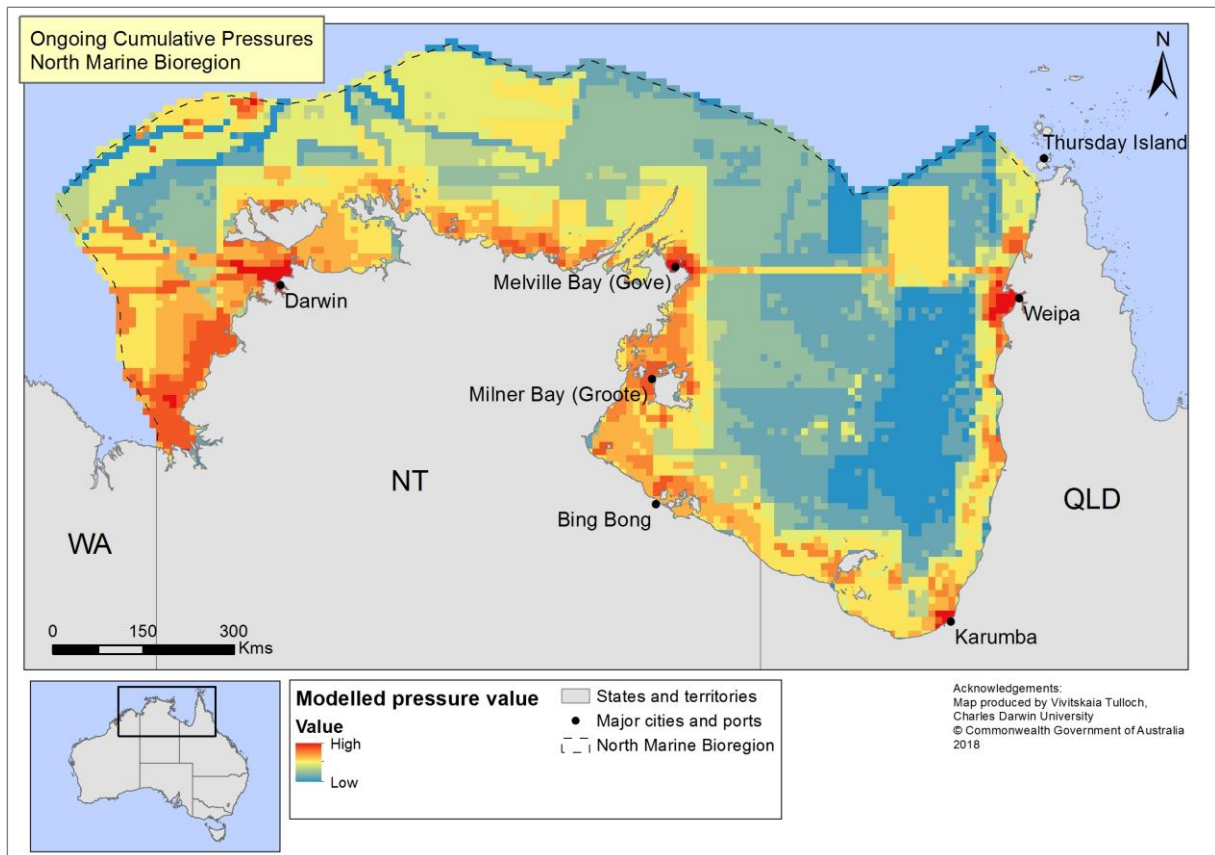 Ongoing Cumulative Pressures
North Marine Bioregion
N
Thursday Island
Melville Bay (Gove)
Darwin
Weipa
Milner Bay (Groote)
NT
QLD
Bing Bong
WA
Karumba
0 150 300
Kms
Modelled pressure value
Value
High
Low
States and territories
Major cities and ports
North Marine Bioregion
Acknowledgements:
Map produced by Vivitskaia Tulloch,
Charles Darwin University
© Commonwealth Government of Australia
2018